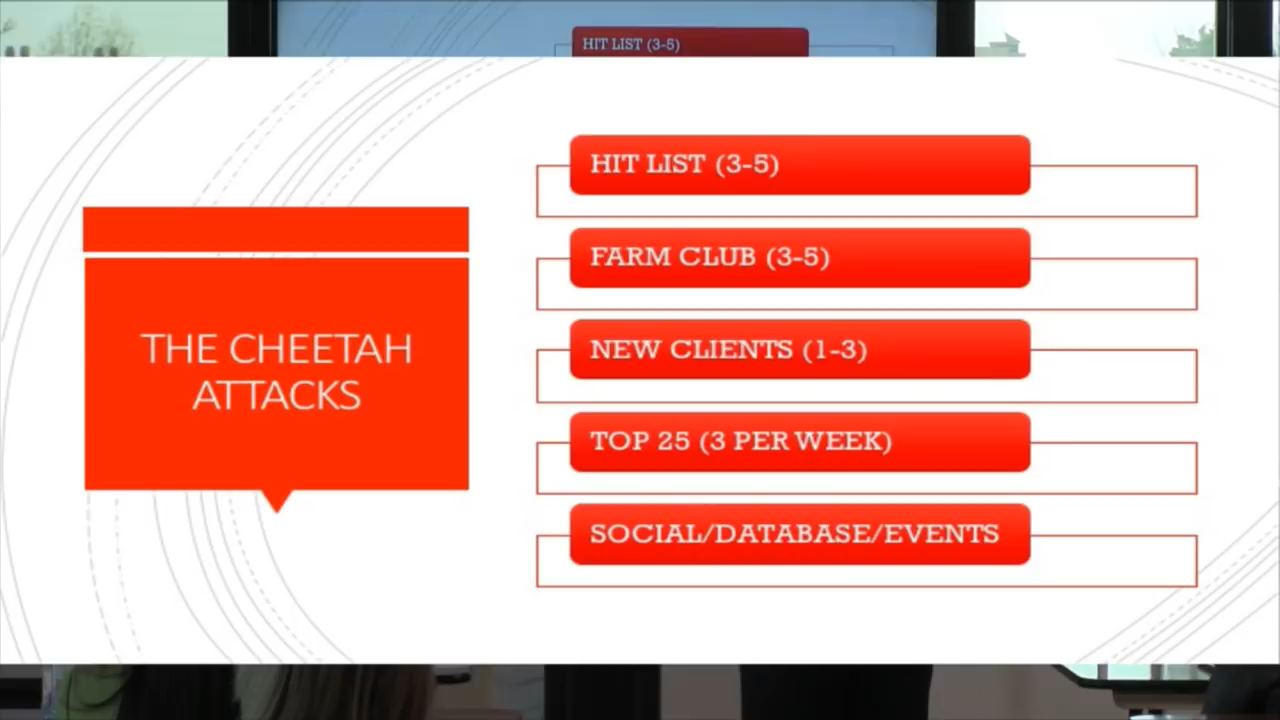 HIT LIST (3-5)
THE CHEETAH
ATTACKS
HIT LIST (3-5)
FARM CLUB (3-5)
NEW CLIENTS (1-3)
TOP 25 (3 PER WEEK)
SOCIAL/DATABASE/EVENTS